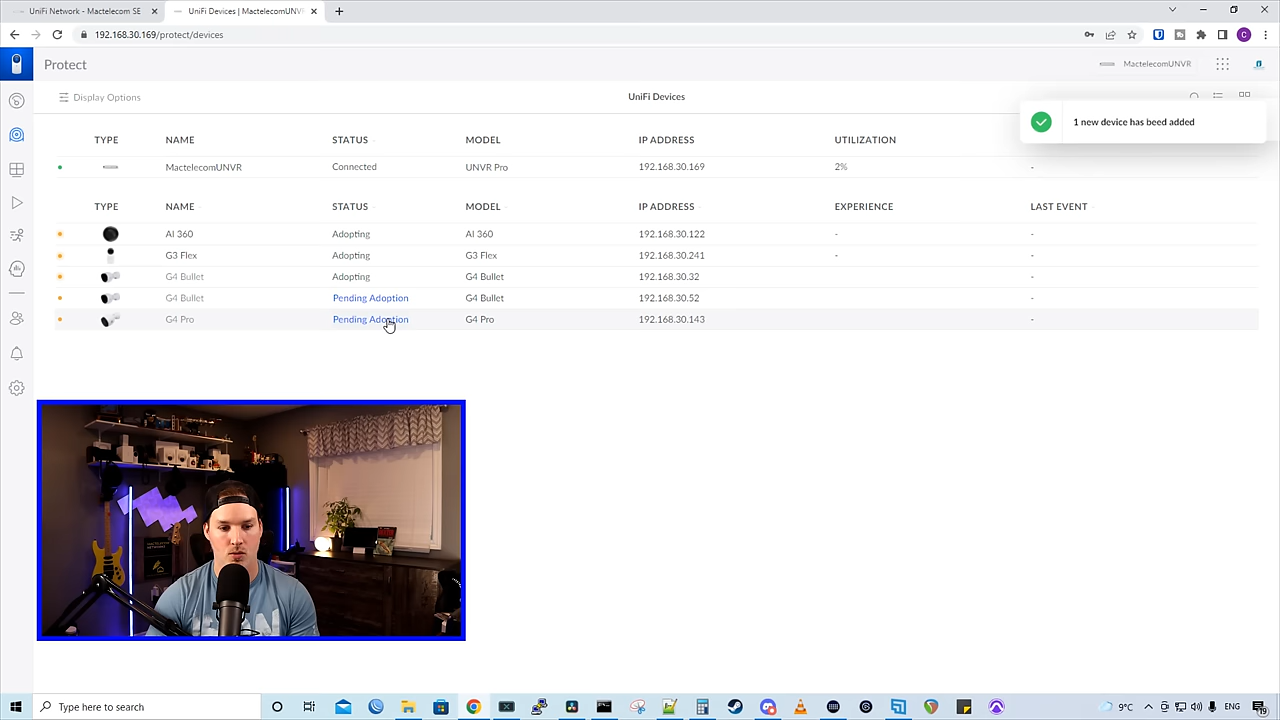 UniFi Network - Mactelecom SE
UniFi Devices | MactelecomUNV
192.168.30.169/protect/devices
Protect
MactelecomUNVR
Display Options
UniFi Devices
1 new device has beed added
TYPE NAME STATUS MODEL IP ADDRESS UTILIZATION
MactelecomUNVR Connected UNVR Pro 192.168.30.169 2% -
TYPE NAME STATUS MODEL IP ADDRESS EXPERIENCE LAST EVENT
AI 360 Adopting AI 360 192.168.30.122 - -
G3 Flex Adopting G3 Flex 192.168.30.241 - -
G4 Bullet Adopting G4 Bullet 192.168.30.32 -
G4 Bullet Pending Adoption G4 Bullet 192.168.30.52 -
G4 Pro Pending Adoption G4 Pro 192.168.30.143 -
Type here to search
9°C
ENG